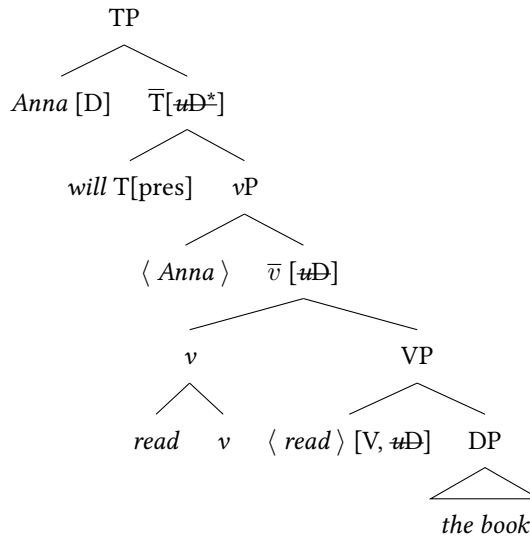 TP
Anna [D] T̅[uD*]
will T[pres] vP
⟨ Anna ⟩ v̅ [uD]
v VP
read v ⟨ read ⟩ [V, uD] DP
the book